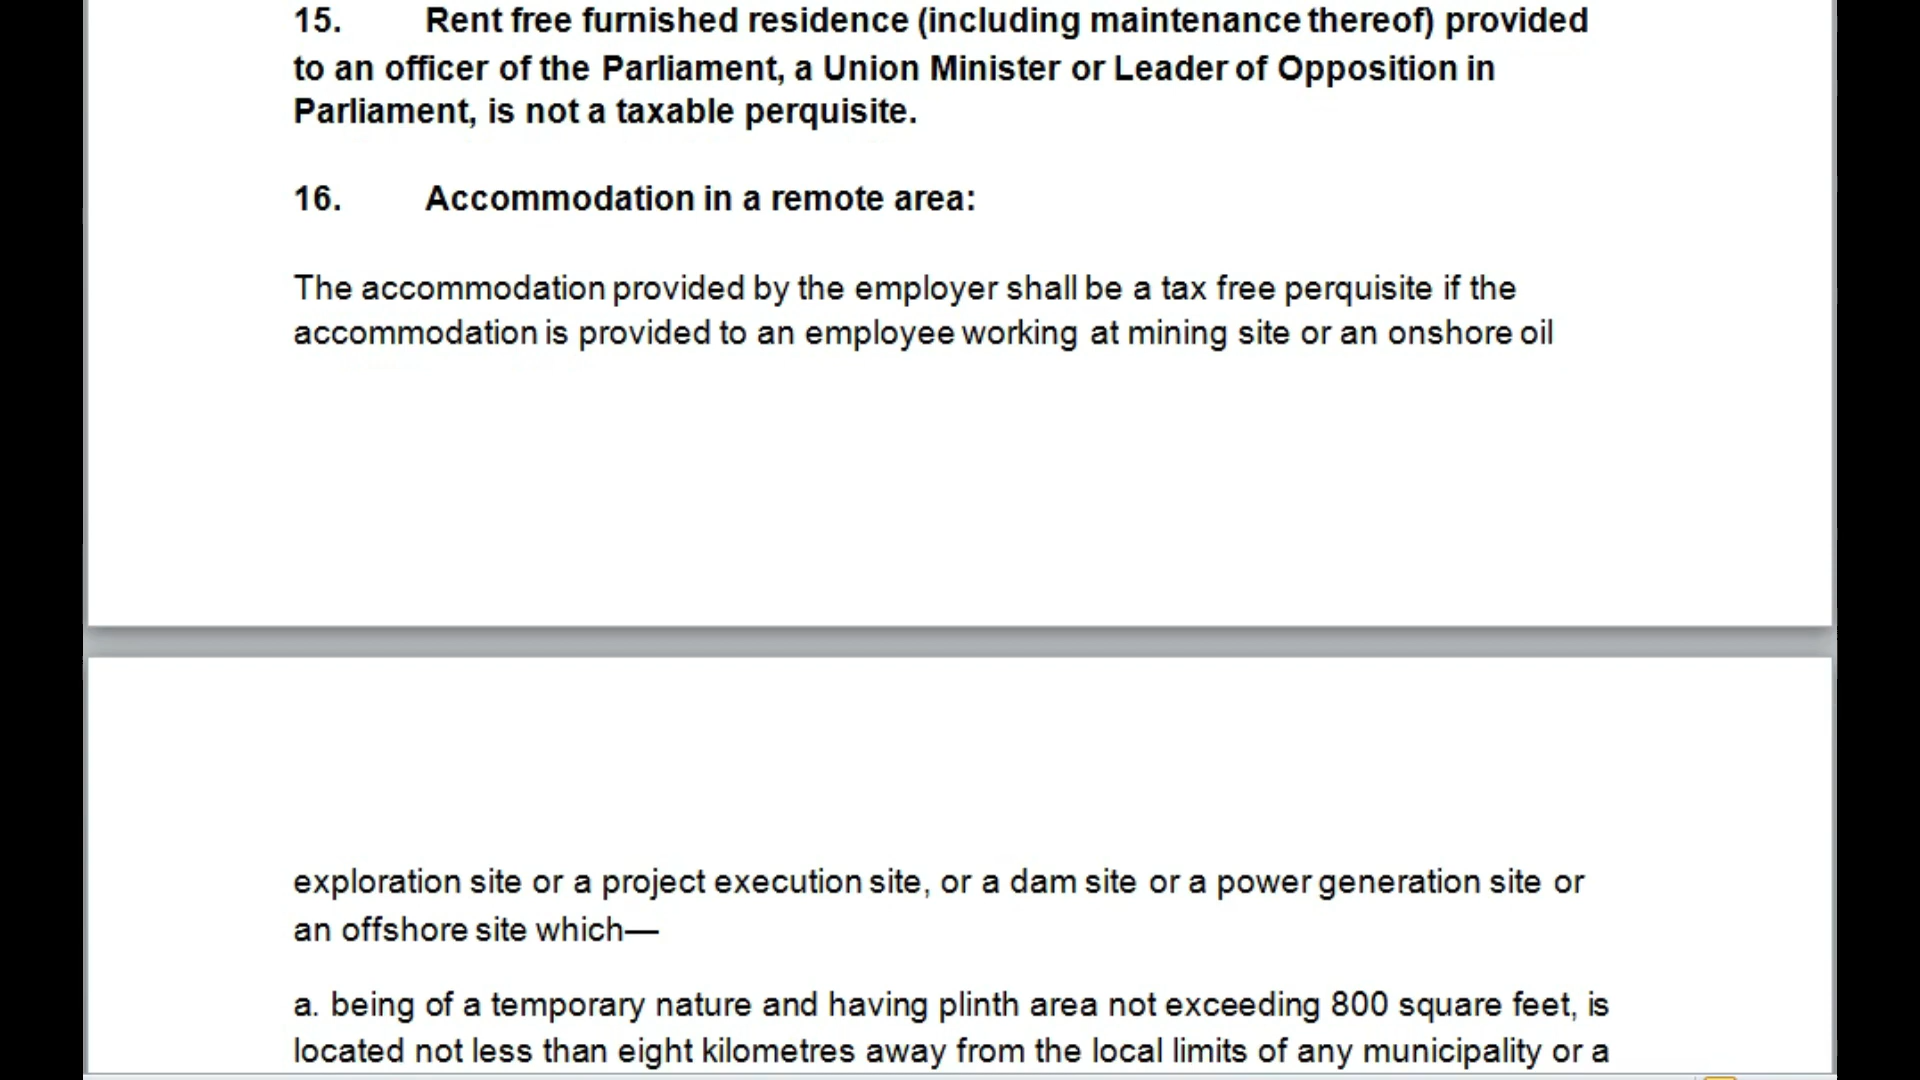 15. Rent free furnished residence (including maintenance thereof) provided
to an officer of the Parliament, a Union Minister or Leader of Opposition in
Parliament, is not a taxable perquisite.
16. Accommodation in a remote area:
The accommodation provided by the employer shall be a tax free perquisite if the
accommodation is provided to an employee working at mining site or an onshore oil
exploration site or a project execution site, or a dam site or a power generation site or
an offshore site which—
a. being of a temporary nature and having plinth area not exceeding 800 square feet, is
located not less than eight kilometres away from the local limits of any municipality or a